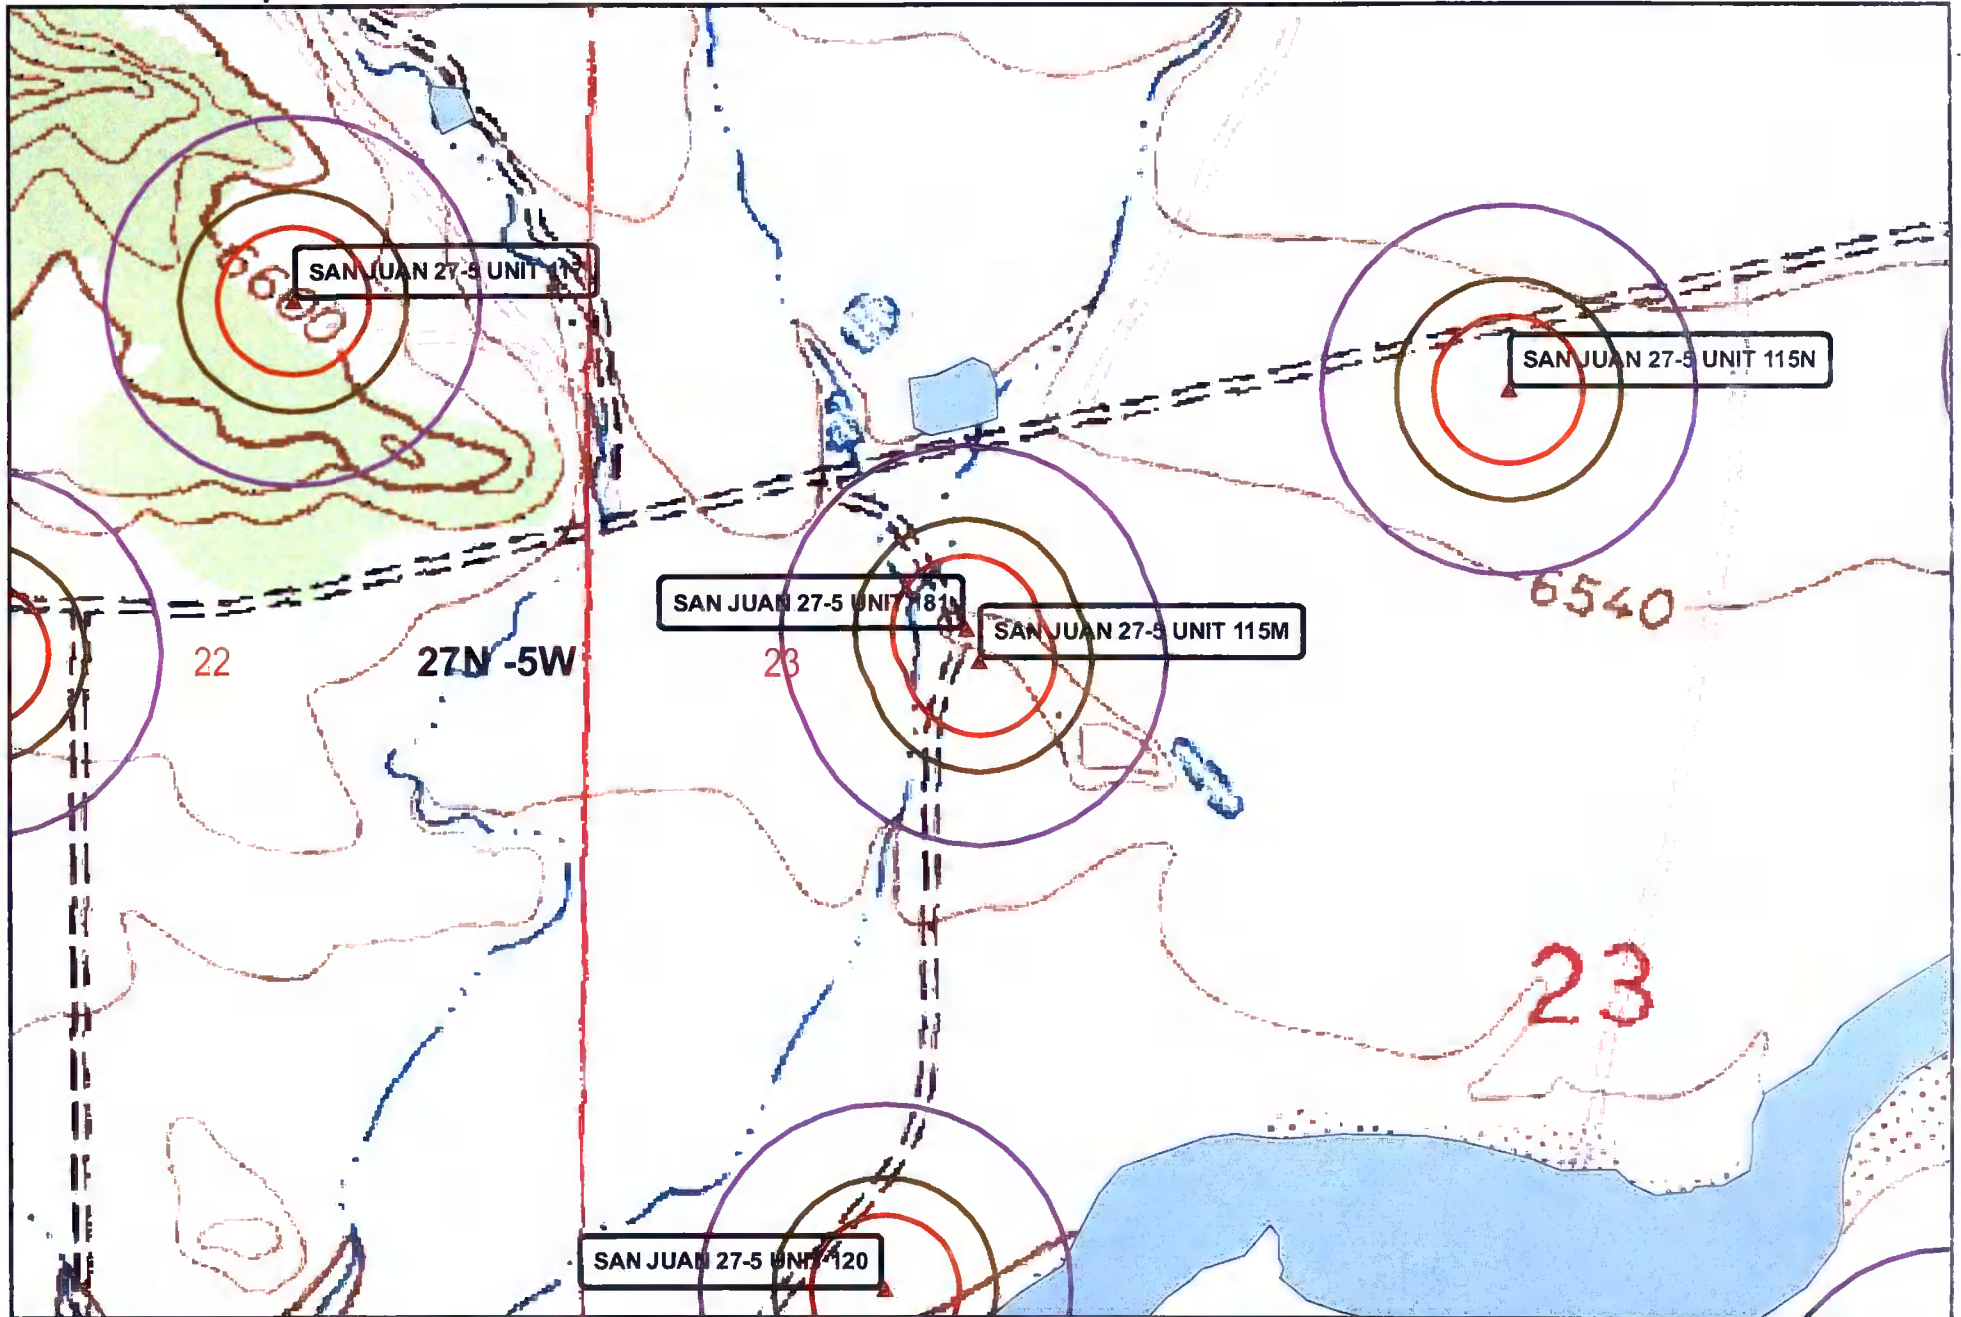 SAN JUAN 27-5 UNIT
6600
SAN JUAN 27-5 UNIT 115N
6540
SAN JUAN 27-5 UNIT
SAN JUAN 27-5 UNIT 115M
22
27N -5W
23
23
SAN JUAN 27-5 UNIT 120